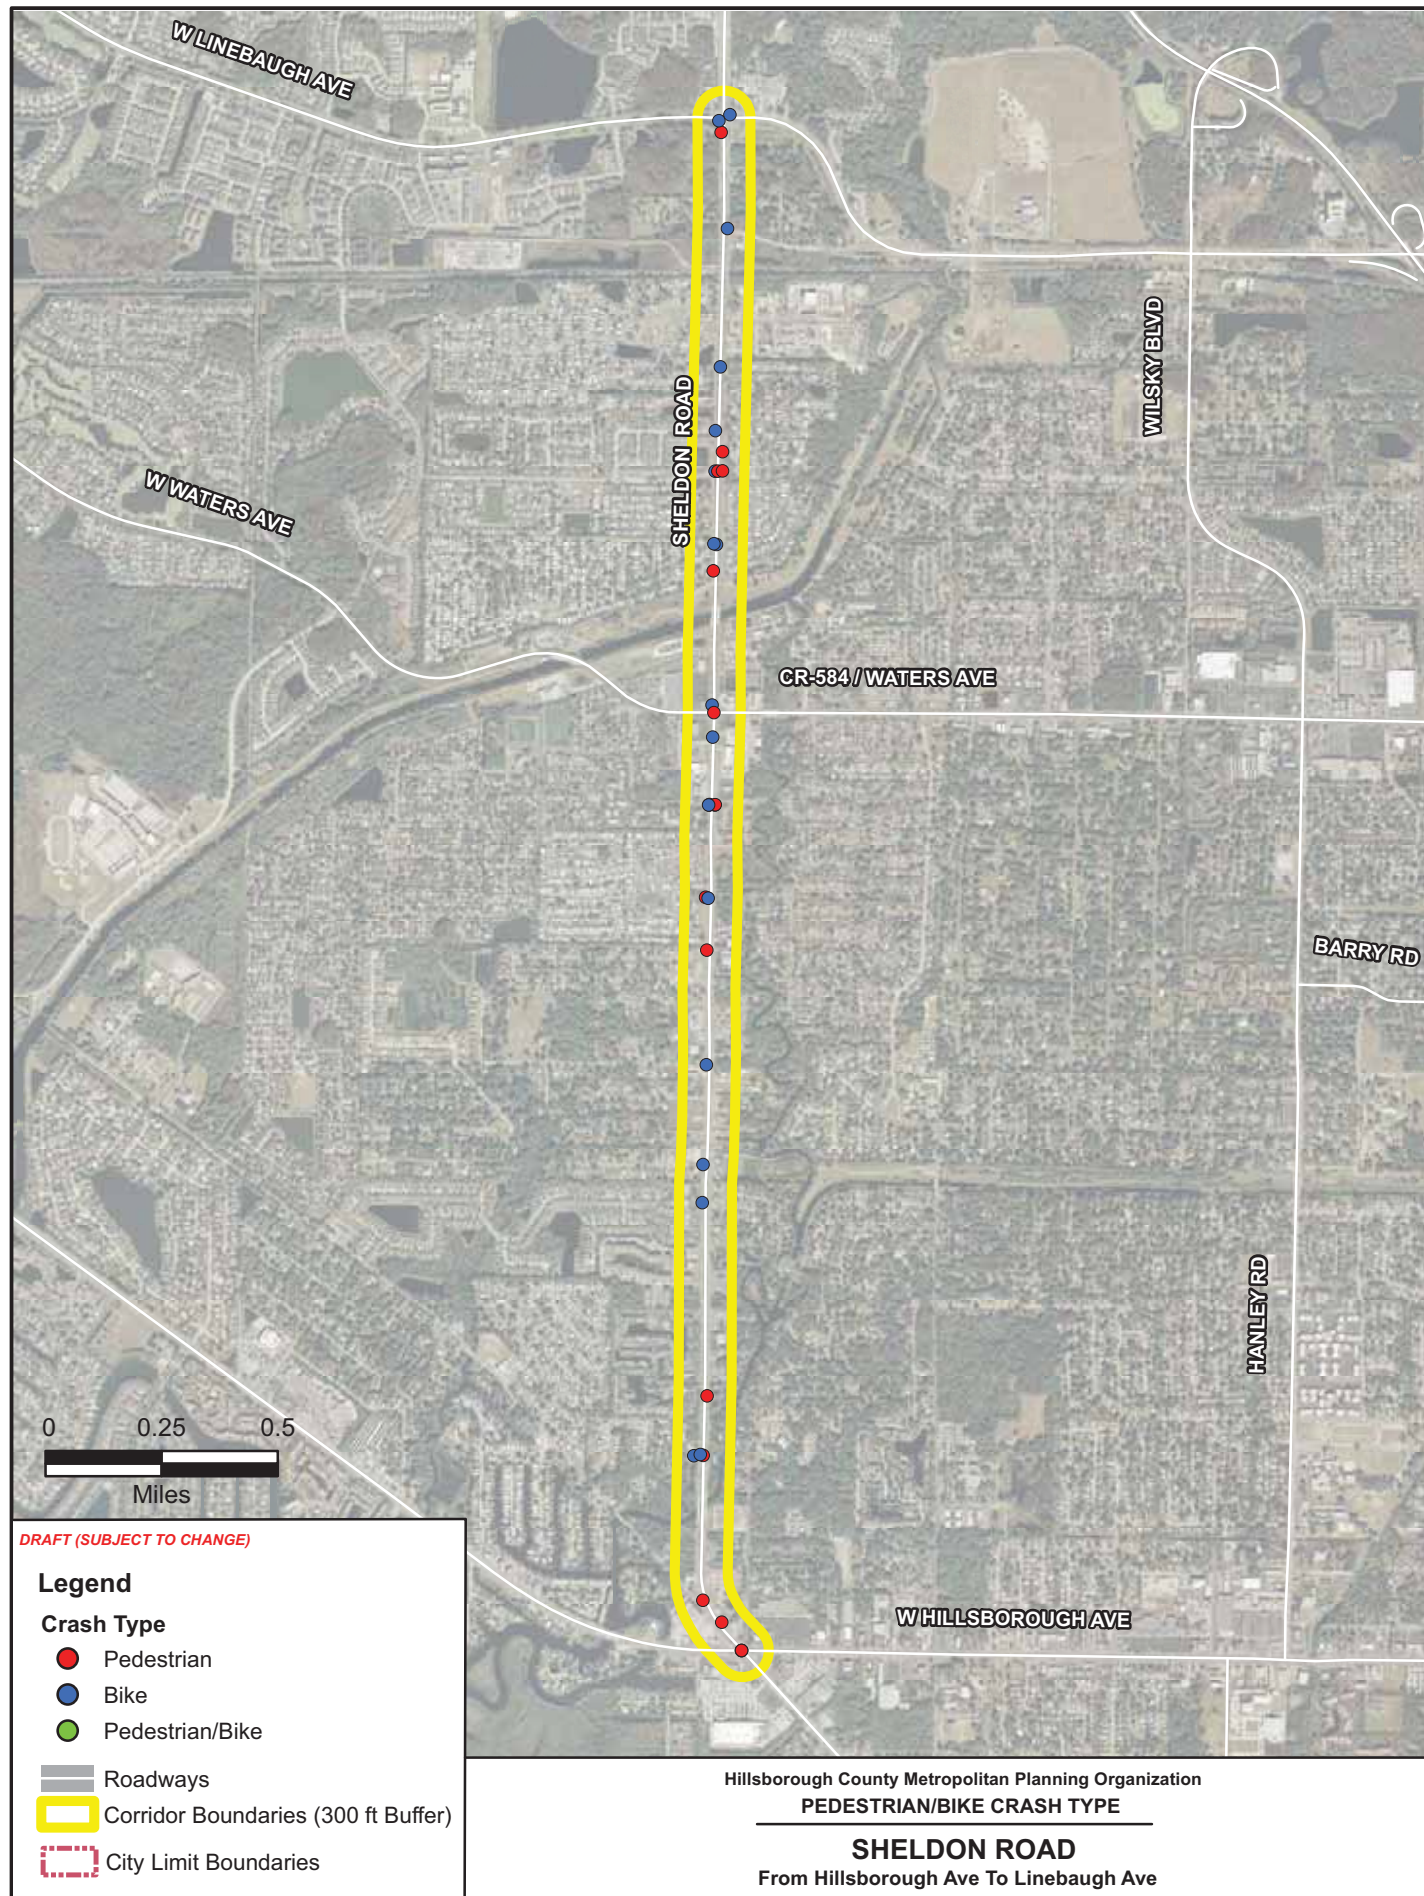 W LINEBAUGH AVE
WILSKY BLVD
SHELDON ROAD
W WATERS AVE
CR-584 / WATERS AVE
BARRY RD
HANLEY RD
0 0.25 0.5
Miles
W HILLSBOROUGH AVE
DRAFT (SUBJECT TO CHANGE)
Legend
Crash Type
Pedestrian
Bike
Pedestrian/Bike
Roadways
Corridor Boundaries (300 ft Buffer)
City Limit Boundaries
Hillsborough County Metropolitan Planning Organization
PEDESTRIAN/BIKE CRASH TYPE
SHELDON ROAD
From Hillsborough Ave To Linebaugh Ave